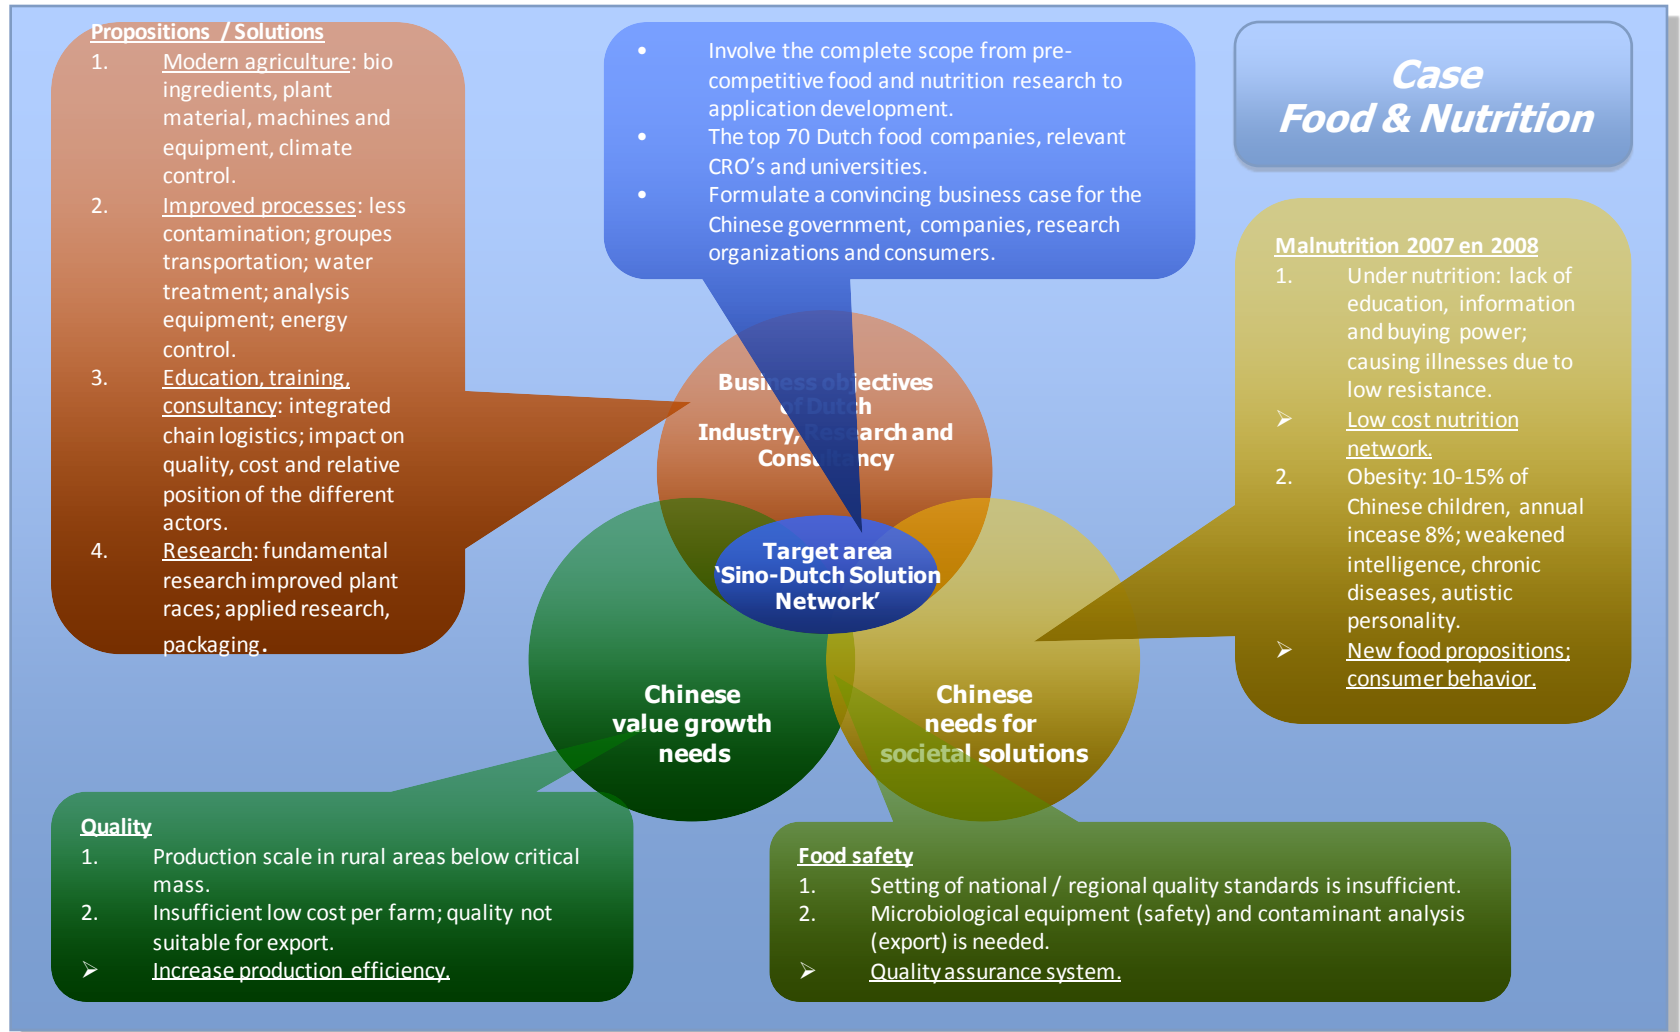 Propositions / Solutions
1. Modern agriculture: bio
ingredients, plant
material, machines and
equipment, climate
control.
2. Improved processes: less
contamination; groupes
transportation; water
treatment; analysis
equipment; energy
control.
3. Education, training,
consultancy: integrated
chain logistics; impact on
quality, cost and relative
position of the different
actors.
4. Research: fundamental
research improved plant
races; applied research,
packaging.
• Involve the complete scope from pre-
competitive food and nutrition research to
application development.
• The top 70 Dutch food companies, relevant
CRO's and universities.
• Formulate a convincing business case for the
Chinese government, companies, research
organizations and consumers.
Case
Food & Nutrition
Malnutrition 2007 en 2008
1. Under nutrition: lack of
education, information
and buying power;
causing illnesses due to
low resistance.
➢ Low cost nutrition
network.
2. Obesity: 10-15% of
Chinese children, annual
incease 8%; weakened
intelligence, chronic
diseases, autistic
personality.
➢ New food propositions;
consumer behavior.
Business objectives
of Dutch
Industry, Research and
Consultancy
Target area
‘Sino-Dutch Solution
Network’
Chinese
value growth
needs
Chinese
needs for
societal solutions
Quality
1. Production scale in rural areas below critical
mass.
2. Insufficient low cost per farm; quality not
suitable for export.
➢ Increase production efficiency.
Food safety
1. Setting of national / regional quality standards is insufficient.
2. Microbiological equipment (safety) and contaminant analysis
(export) is needed.
➢ Quality assurance system.